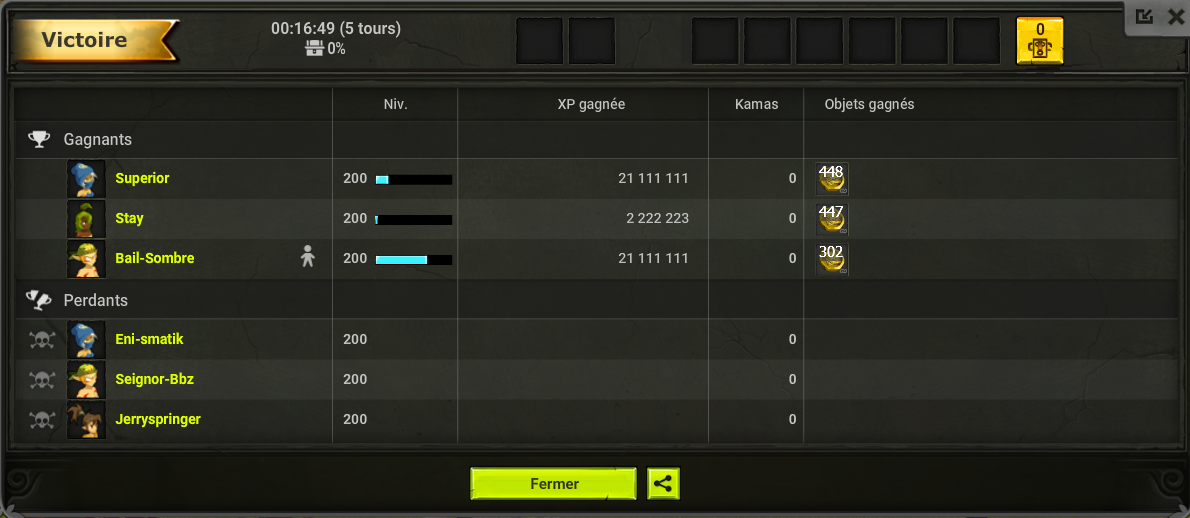 Victoire
00:16:49 (5 tours)
0%
0
Niv. XP gagnée Kamas Objets gagnés
Gagnants
Superior 200 21 111 111 0 448
Stay 200 2 222 223 0 447
Bail-Sombre 200 21 111 111 0 302
Perdants
Eni-smatik 200 0
Seignor-Bbz 200 0
Jerryspringer 200 0
Fermer